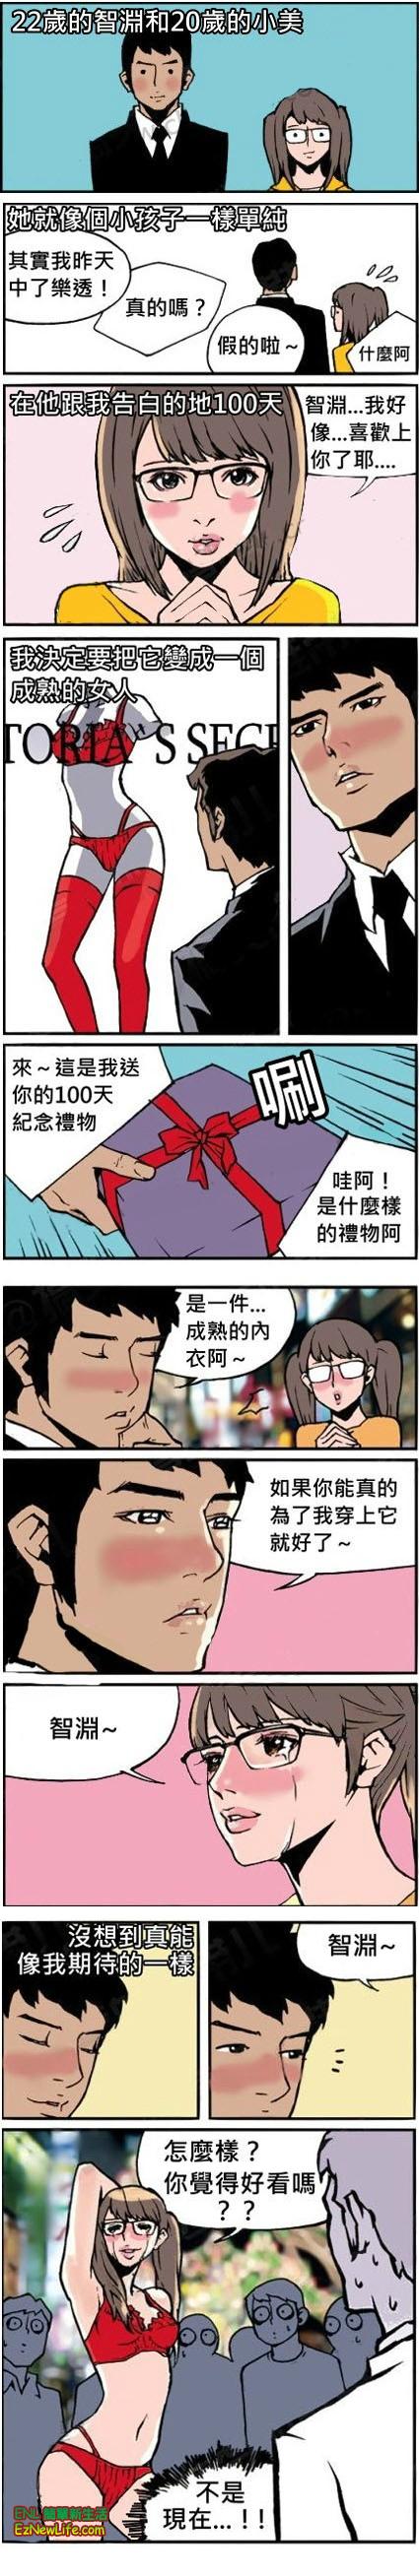 22歲的智淵和20歲的小美
她就像個小孩子一樣單純
其實我昨天
中了樂透！
真的嗎？
假的啦～
什麼阿
在他跟我告白的地100天
智淵...我好
像...喜歡上
你了耶....
我決定要把它變成一個
成熟的女人
TORIA'S SECR
來～這是我送
你的100天
紀念禮物
唰
哇阿！
是什麼樣
的禮物阿
是一件...
成熟的內
衣阿～
如果你能真的
為了我穿上它
就好了～
智淵~
沒想到真能
像我期待的一樣
智淵~
怎麼樣？
你覺得好看嗎
？？
不是
現在...！！
ENL 簡單新生活
EzNewLife.com